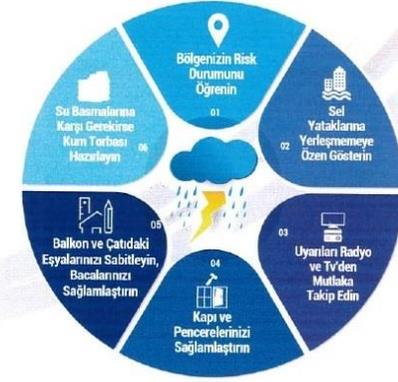 Bölgenizin Risk
Durumunu
Öğrenin
01
Sel
Yataklarına
Yerleşmemeye
Özen Gösterin
02
03
Uyarıları Radyo
ve Tv'den
Mutlaka
Takip Edin
04
Kapı ve
Pencerelerinizi
Sağlamlaştırın
05
Balkon ve Çatıdaki
Eşyalarınızı Sabitleyin,
Bacalarınızı
Sağlamlaştırın
Su Basmalarına
Karşı Gerekirse
Kum Torbası
Hazırlayın
06